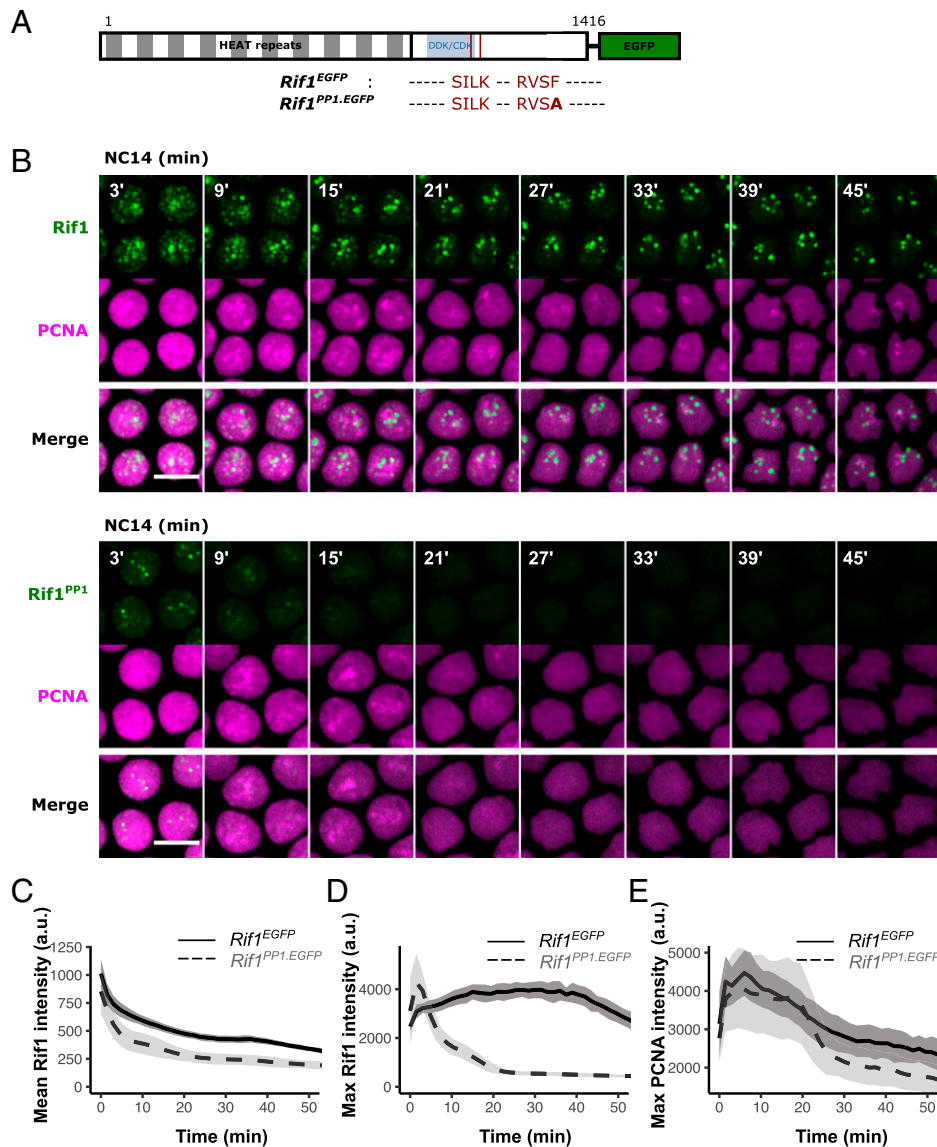 A
1 1416
HEAT repeats DDK/CDK EGFP
Rif1EGFP : ----- SILK -- RVSF -----
Rif1PP1.EGFP ----- SILK -- RVSA -----
B
NC14 (min)
3' 9' 15' 21' 27' 33' 39' 45'
Rif1
PCNA
Merge
NC14 (min)
3' 9' 15' 21' 27' 33' 39' 45'
Rif1PP1
PCNA
Merge
C
Mean Rif1 intensity (a.u.)
1250
1000
750
500
250
0
Rif1EGFP
Rif1PP1.EGFP
0 10 20 30 40 50
Time (min)
D
Max Rif1 intensity (a.u.)
4000
2000
0
Rif1EGFP
Rif1PP1.EGFP
0 10 20 30 40 50
Time (min)
E
Max PCNA intensity (a.u.)
5000
4000
3000
2000
Rif1EGFP
Rif1PP1.EGFP
0 10 20 30 40 50
Time (min)